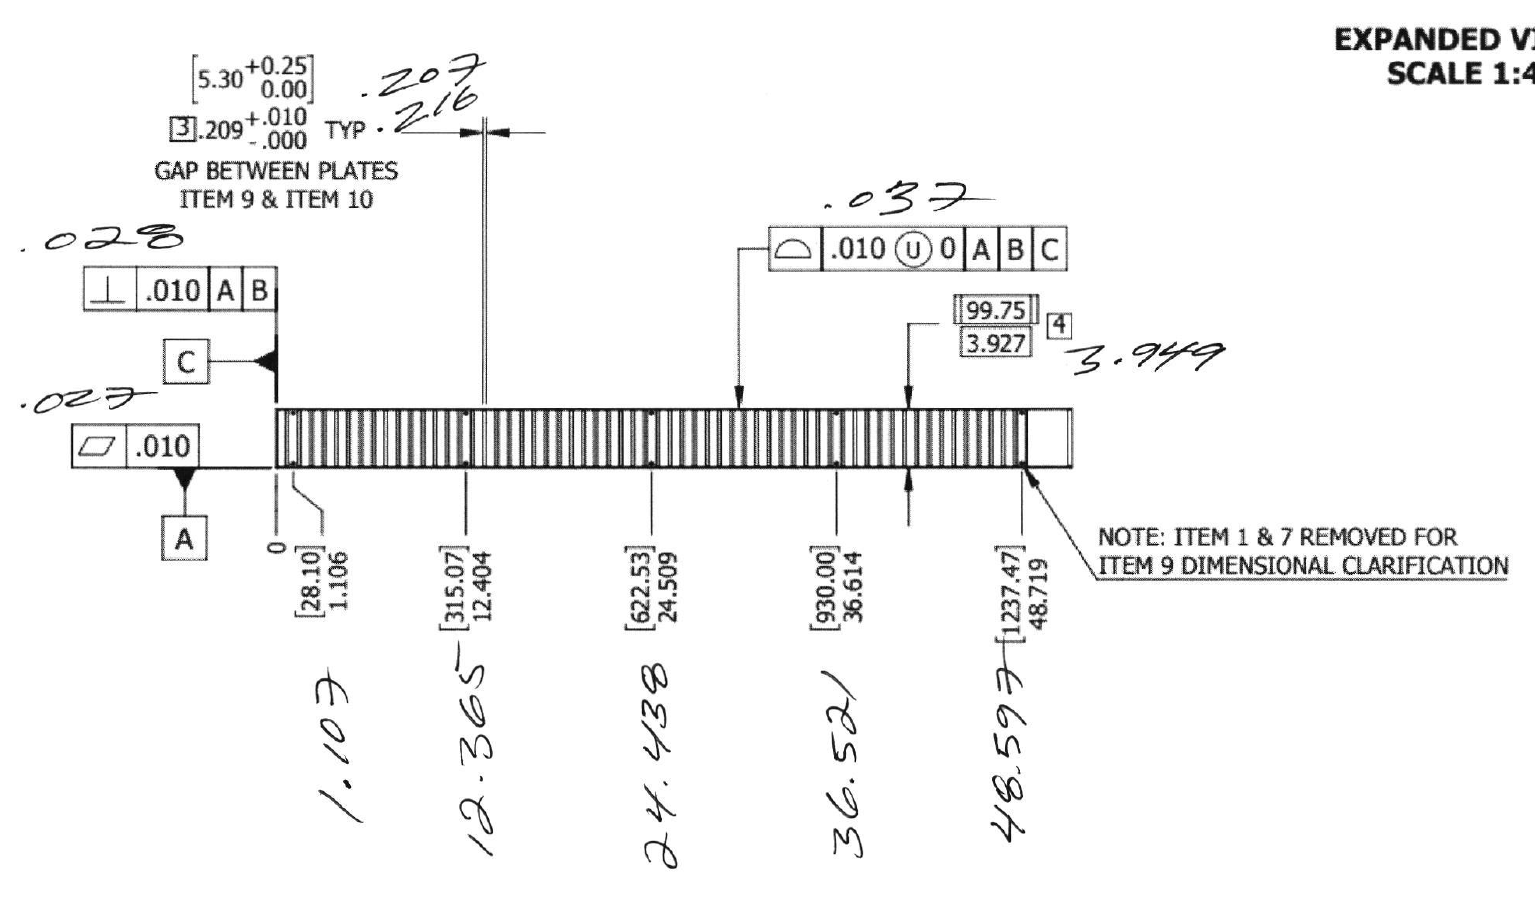 EXPANDED VI
SCALE 1:4
[5.30 +0.25 0.00]
.207
.216
3 .209 +.010 -.000 TYP
GAP BETWEEN PLATES
ITEM 9 & ITEM 10
.028
⊥ .010 A B
C
.027
⏥ .010
A
.037
⌓ .010 Ⓤ 0 A B C
[99.75]
3.927 4
3.949
NOTE: ITEM 1 & 7 REMOVED FOR
ITEM 9 DIMENSIONAL CLARIFICATION
0
[28.10]
1.106
[315.07]
12.404
[622.53]
24.509
[930.00]
36.614
[1237.47]
48.719
1.107
12.365
24.438
36.521
48.597